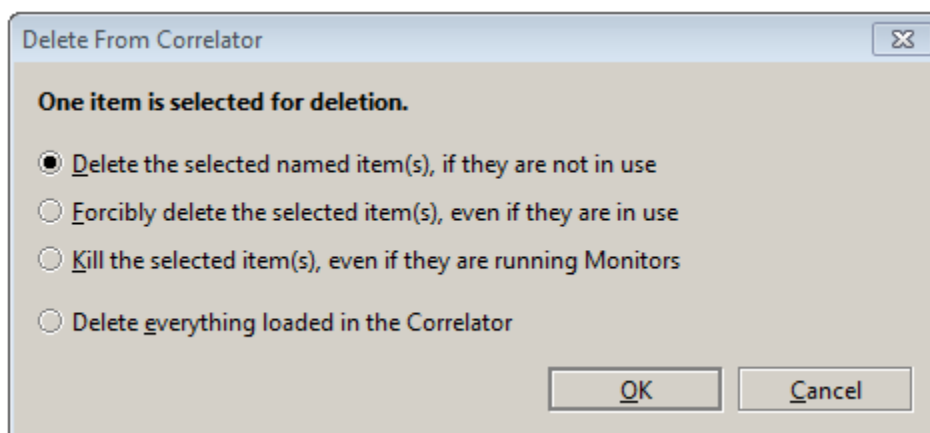 Delete From Correlator
One item is selected for deletion.
Delete the selected named item(s), if they are not in use
Forcibly delete the selected item(s), even if they are in use
Kill the selected item(s), even if they are running Monitors
Delete everything loaded in the Correlator
OK
Cancel